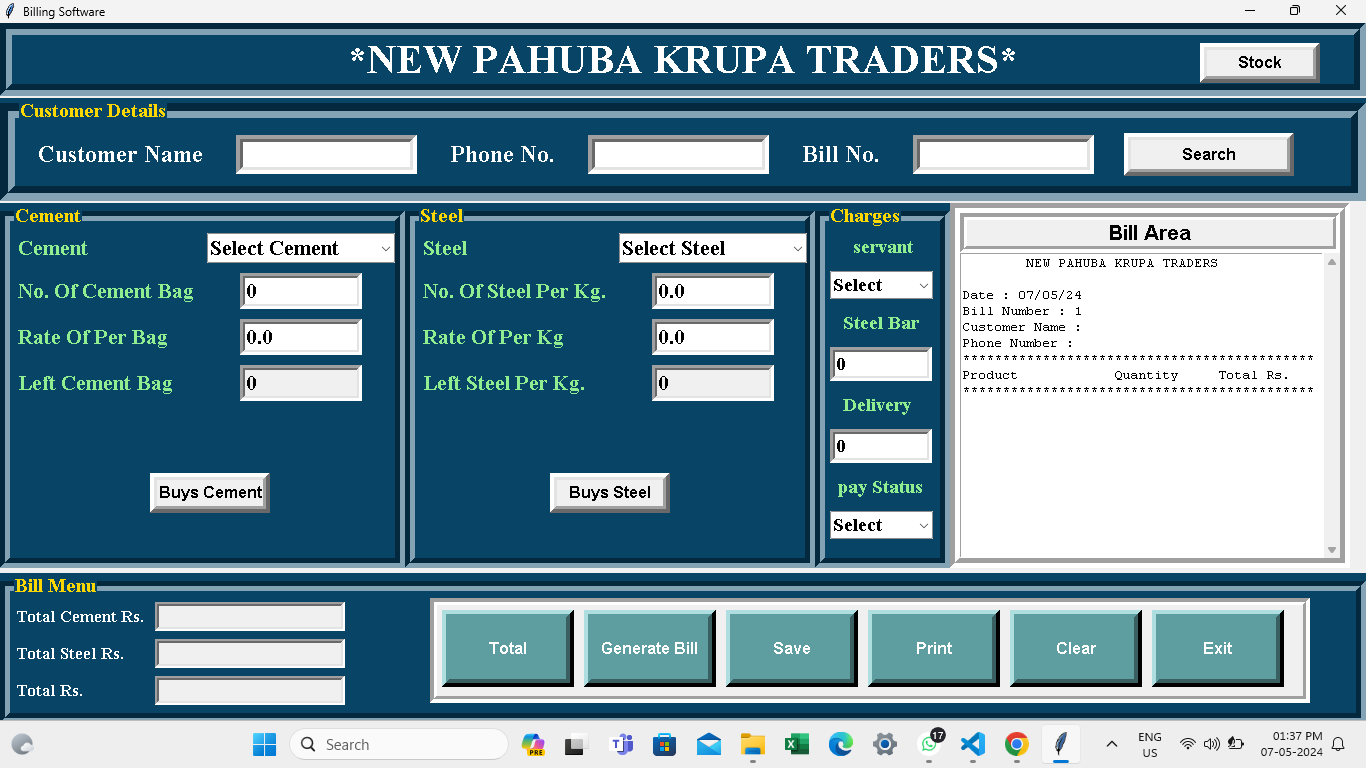 Billing Software
*NEW PAHUBA KRUPA TRADERS*
Stock
Customer Details
Customer Name
Phone No.
Bill No.
Search
Cement
Cement
Select Cement
No. Of Cement Bag
0
Rate Of Per Bag
0.0
Left Cement Bag
0
Buys Cement
Steel
Steel
Select Steel
No. Of Steel Per Kg.
0.0
Rate Of Per Kg
0.0
Left Steel Per Kg.
0
Buys Steel
Charges
servant
Select
Steel Bar
0
Delivery
0
pay Status
Select
Bill Area
NEW PAHUBA KRUPA TRADERS
Date : 07/05/24
Bill Number : 1
Customer Name :
Phone Number :
********************************************
Product Quantity Total Rs.
********************************************
Bill Menu
Total Cement Rs.
Total Steel Rs.
Total Rs.
Total
Generate Bill
Save
Print
Clear
Exit
Search
PRE
17
ENG
US
01:37 PM
07-05-2024